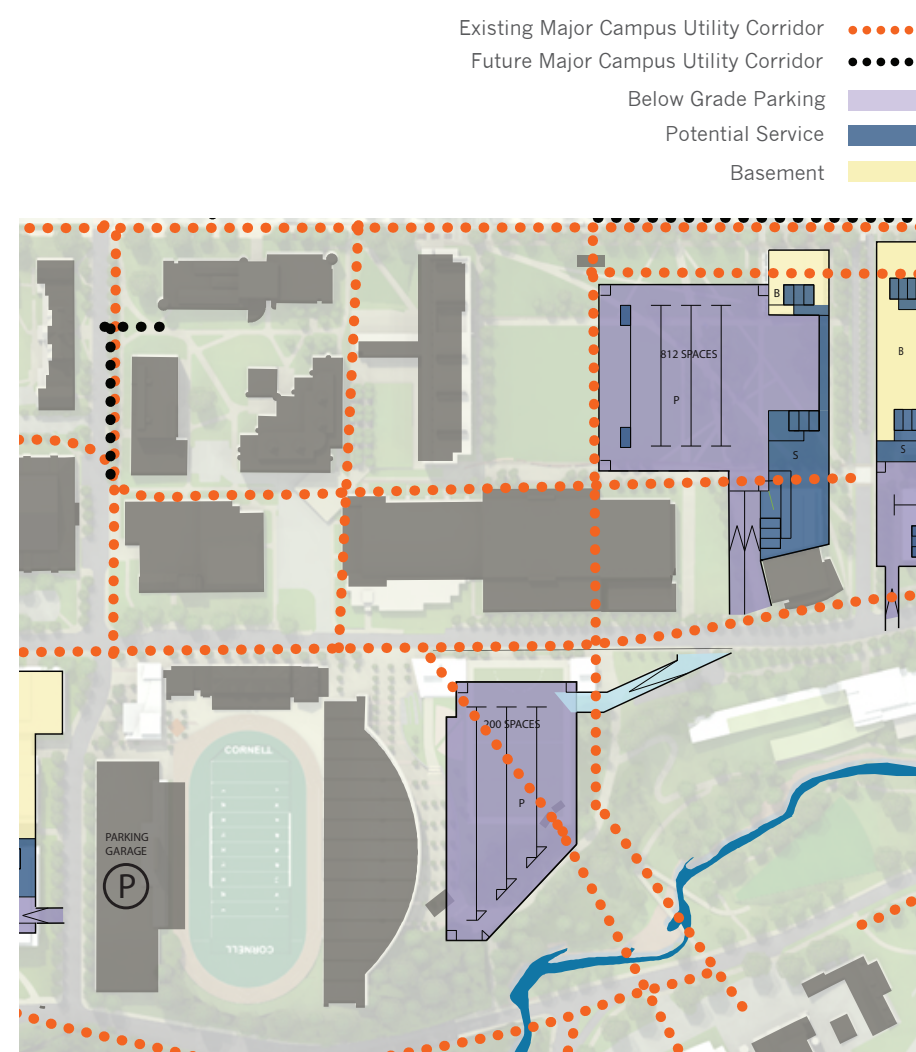 Existing Major Campus Utility Corridor
Future Major Campus Utility Corridor
Below Grade Parking
Potential Service
Basement
B
812 SPACES
B
P
S
S
CORNELL
200 SPACES
P
PARKING
GARAGE
P
CORNELL